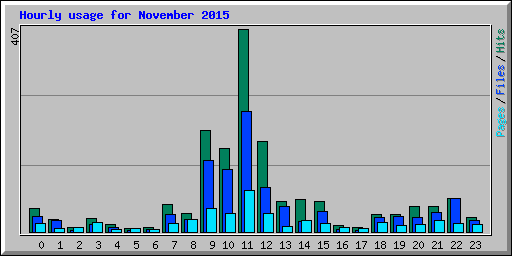 Hourly usage for November 2015
407
Pages / Files / Hits
0 1 2 3 4 5 6 7 8 9 10 11 12 13 14 15 16 17 18 19 20 21 22 23